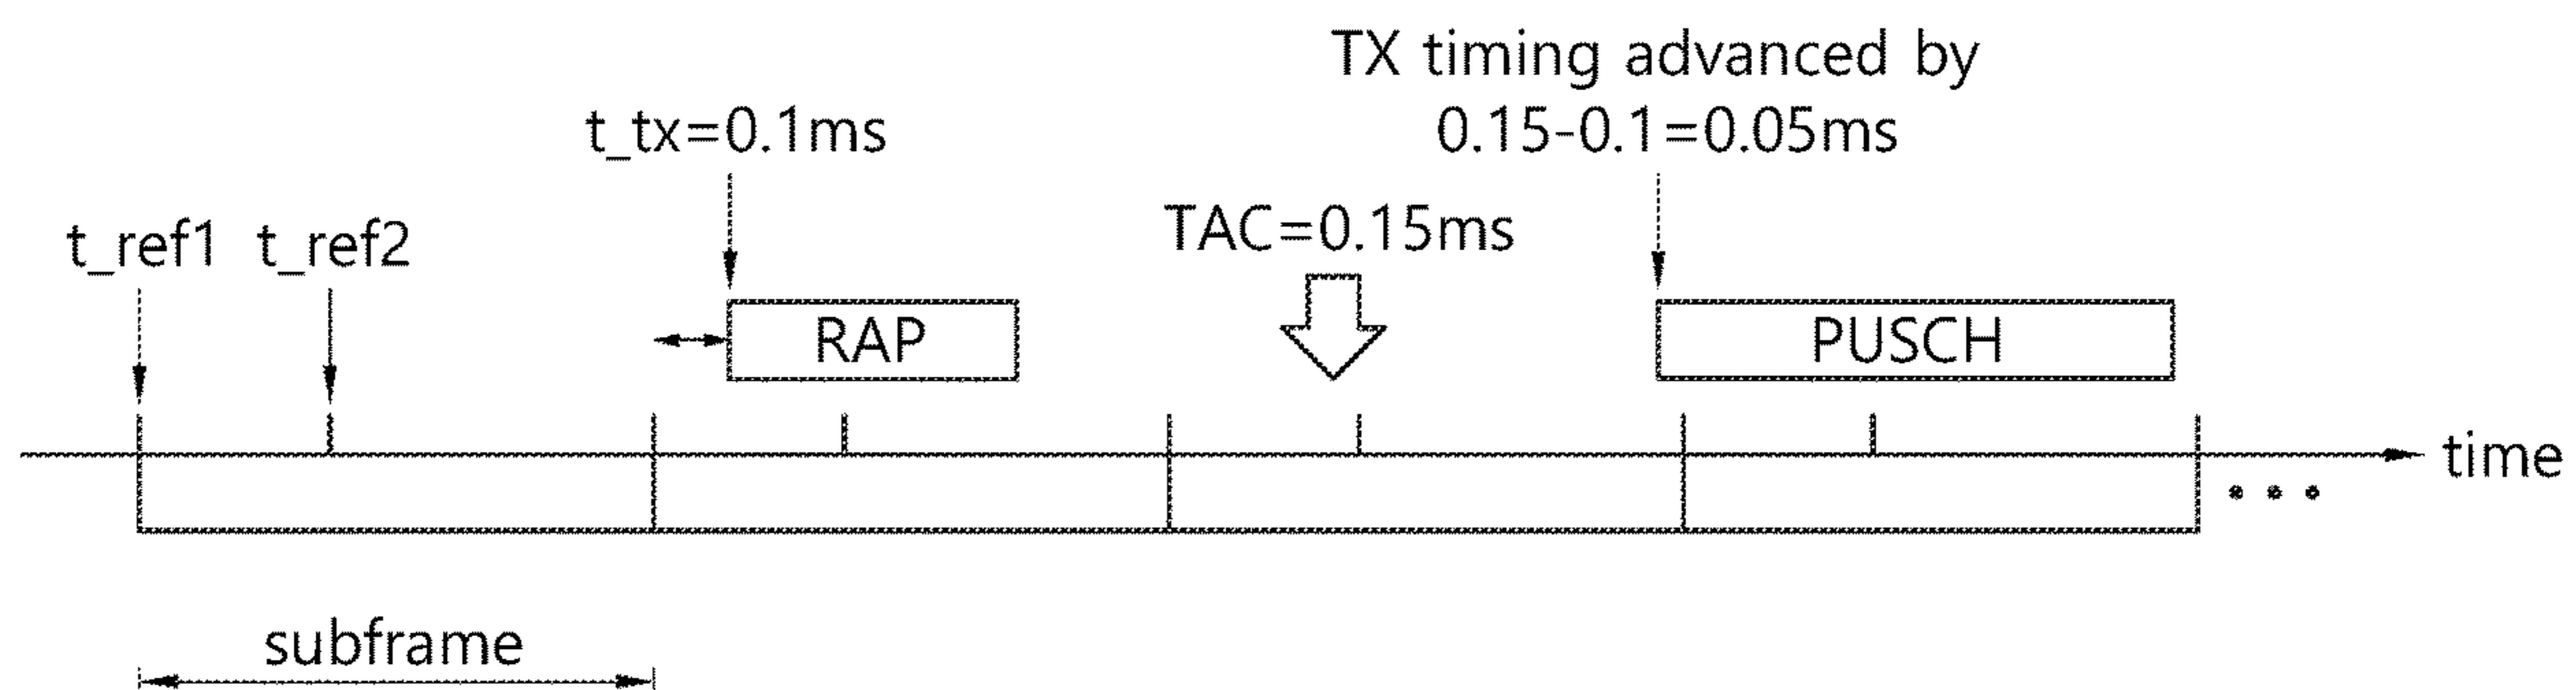 TX timing advanced by
0.15-0.1=0.05ms
t_tx=0.1ms
TAC=0.15ms
t_ref1 t_ref2
RAP
PUSCH
time
subframe